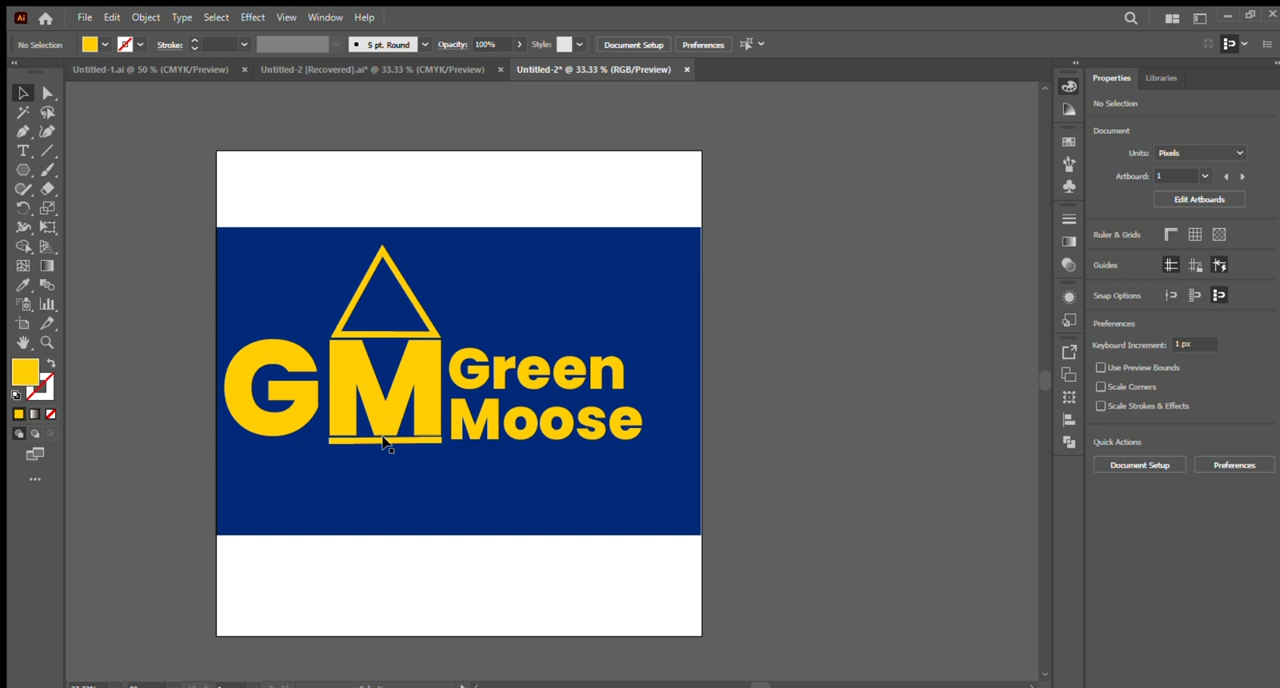 Ai File Edit Object Type Select Effect View Window Help
No Selection Stroke: 5 pt. Round Opacity: 100% Style: Document Setup Preferences
Untitled-1.ai @ 50 % (CMYK/Preview) × Untitled-2 [Recovered].ai* @ 33.33 % (CMYK/Preview) × Untitled-2* @ 33.33 % (RGB/Preview) ×
Properties Libraries
No Selection
Document
Units: Pixels
Artboard: 1
Edit Artboards
Ruler & Grids
Guides
Snap Options
Preferences
Keyboard Increment: 1 px
Use Preview Bounds
Scale Corners
Scale Strokes & Effects
Quick Actions
Document Setup Preferences
GM Green
Moose